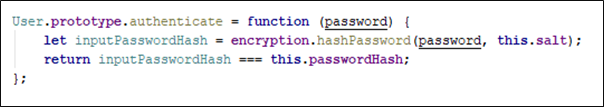 User.prototype.authenticate = function (password) {
    let inputPasswordHash = encryption.hashPassword(password, this.salt);
    return inputPasswordHash === this.passwordHash;
};